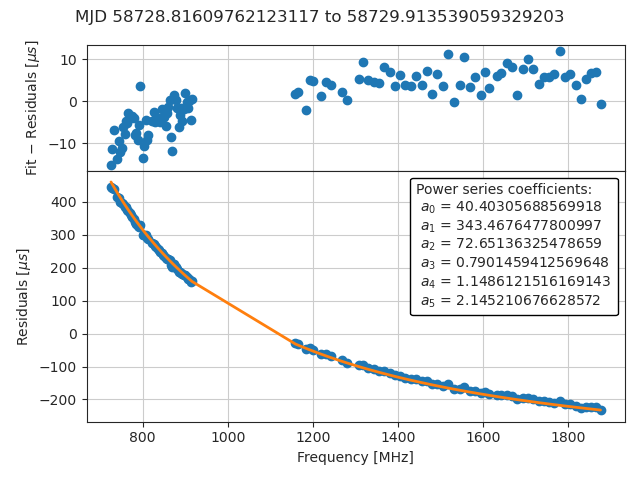 MJD 58728.81609762123117 to 58729.913539059329203
Fit − Residuals [μs]
10
0
−10
Residuals [μs]
400
300
200
100
0
−100
−200
Power series coefficients:
a0 = 40.40305688569918
a1 = 343.4676477800997
a2 = 72.65136325478659
a3 = 0.7901459412569648
a4 = 1.1486121516169143
a5 = 2.145210676628572
800
1000
1200
1400
1600
1800
Frequency [MHz]